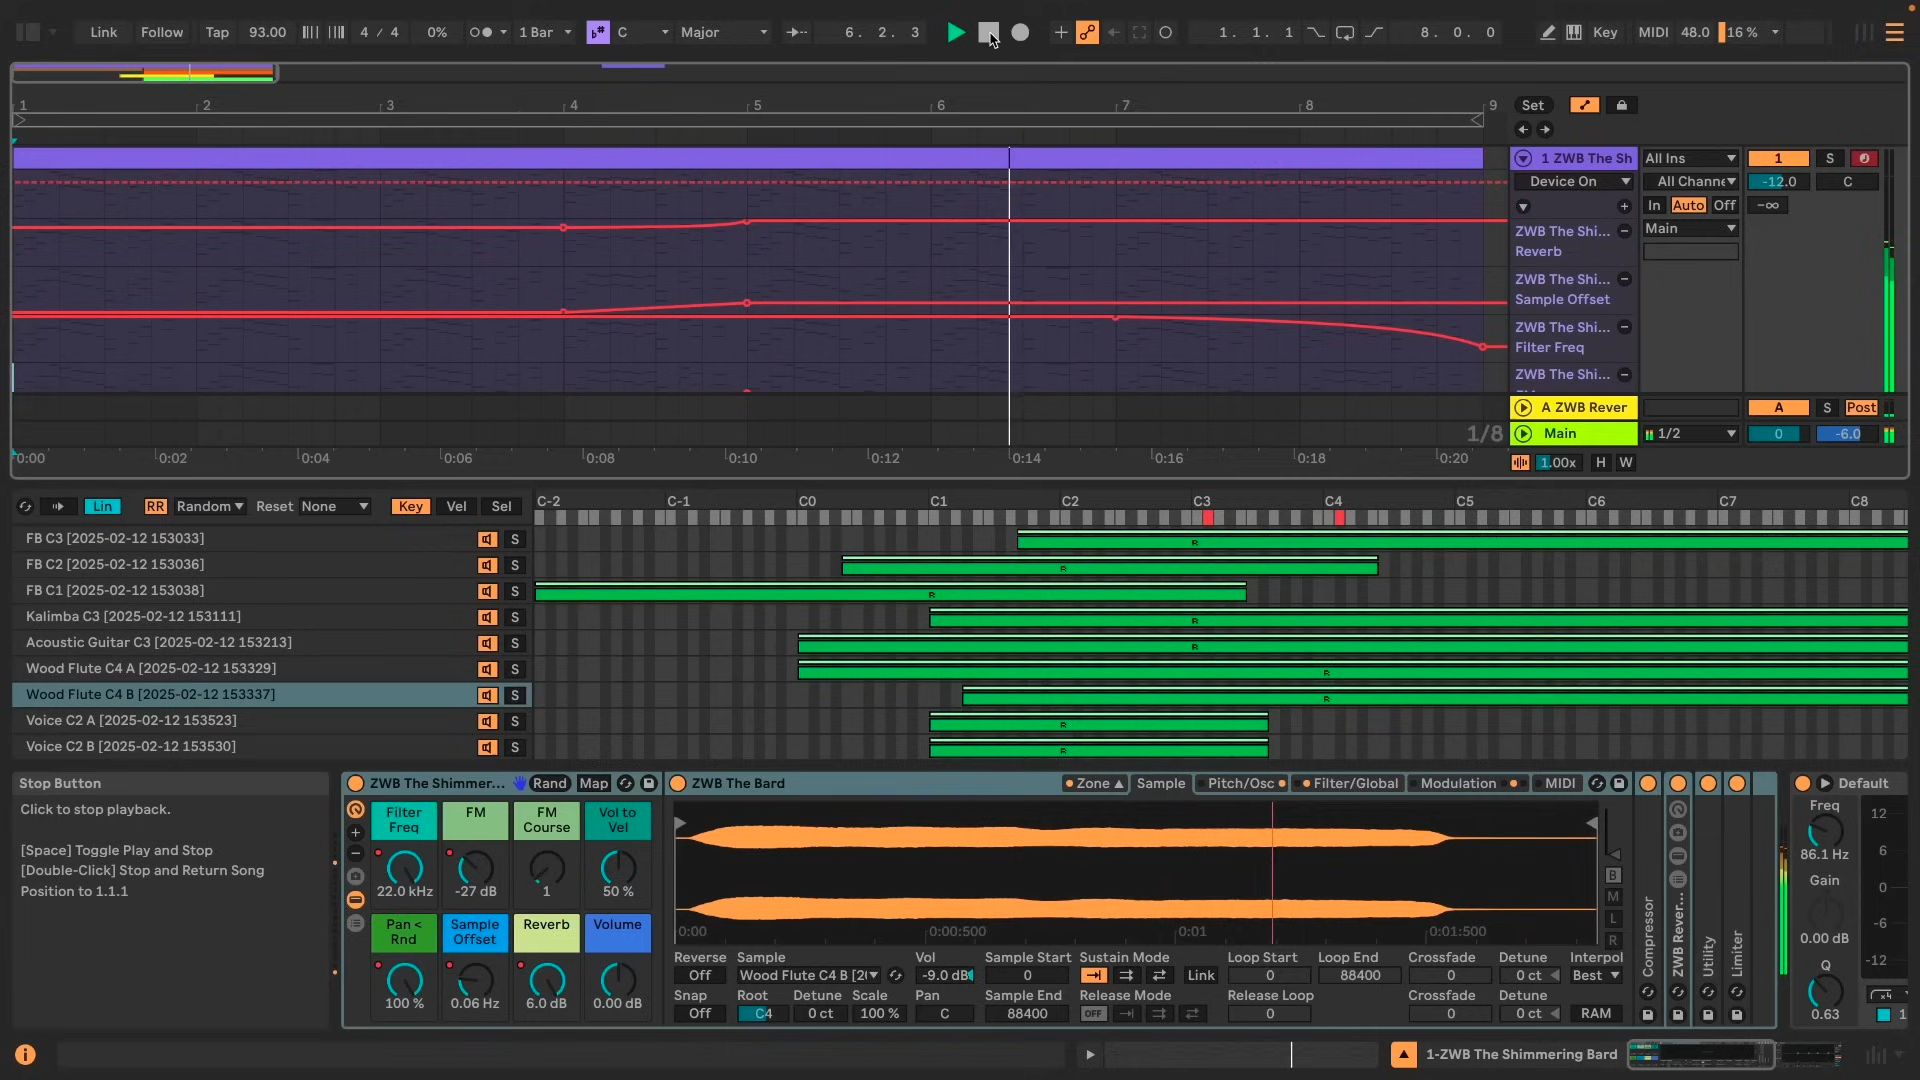 Link Follow Tap 93.00 4 / 4 0% 1 Bar C Major 6. 2. 3 1. 1. 1 8. 0. 0 Key MIDI 48.0 16 %
1 2 3 4 5 6 7 8 9 Set
1 ZWB The Sh All Ins 1 S
Device On All Channe -12.0 C
In Auto Off -∞
ZWB The Shi... Main
Reverb
ZWB The Shi...
Sample Offset
ZWB The Shi...
Filter Freq
ZWB The Shi...
A ZWB Rever A S Post
1/8 Main 1/2 0 -6.0
0:00 0:02 0:04 0:06 0:08 0:10 0:12 0:14 0:16 0:18 0:20 1.00x H W
Lin RR Random Reset None Key Vel Sel C-2 C-1 C0 C1 C2 C3 C4 C5 C6 C7 C8
FB C3 [2025-02-12 153033] S R
FB C2 [2025-02-12 153036] S R
FB C1 [2025-02-12 153038] S R
Kalimba C3 [2025-02-12 153111] S R
Acoustic Guitar C3 [2025-02-12 153213] S R
Wood Flute C4 A [2025-02-12 153329] S R
Wood Flute C4 B [2025-02-12 153337] S R
Voice C2 A [2025-02-12 153523] S R
Voice C2 B [2025-02-12 153530] S R
Stop Button
Click to stop playback.
[Space] Toggle Play and Stop
[Double-Click] Stop and Return Song
Position to 1.1.1
ZWB The Shimmer... Rand Map
Filter Freq FM FM Course Vol to Vel
22.0 kHz -27 dB 1 50 %
Pan < Rnd Sample Offset Reverb Volume
100 % 0.06 Hz 6.0 dB 0.00 dB
ZWB The Bard Zone Sample Pitch/Osc Filter/Global Modulation MIDI
B
M
L
R
0:00 0:00:500 0:01 0:01:500
Reverse Sample Vol Sample Start Sustain Mode Loop Start Loop End Crossfade Detune Interpol
Off Wood Flute C4 B [2( -9.0 dB 0 Link 0 88400 0 0 ct Best
Snap Root Detune Scale Pan Sample End Release Mode Release Loop Crossfade Detune
Off C4 0 ct 100 % C 88400 OFF 0 0 0 ct RAM
Compressor
ZWB Rever...
Utility
Limiter
Default
Freq
86.1 Hz
Gain
0.00 dB
Q
0.63
12
6
0
-6
-12
x4
1
1-ZWB The Shimmering Bard